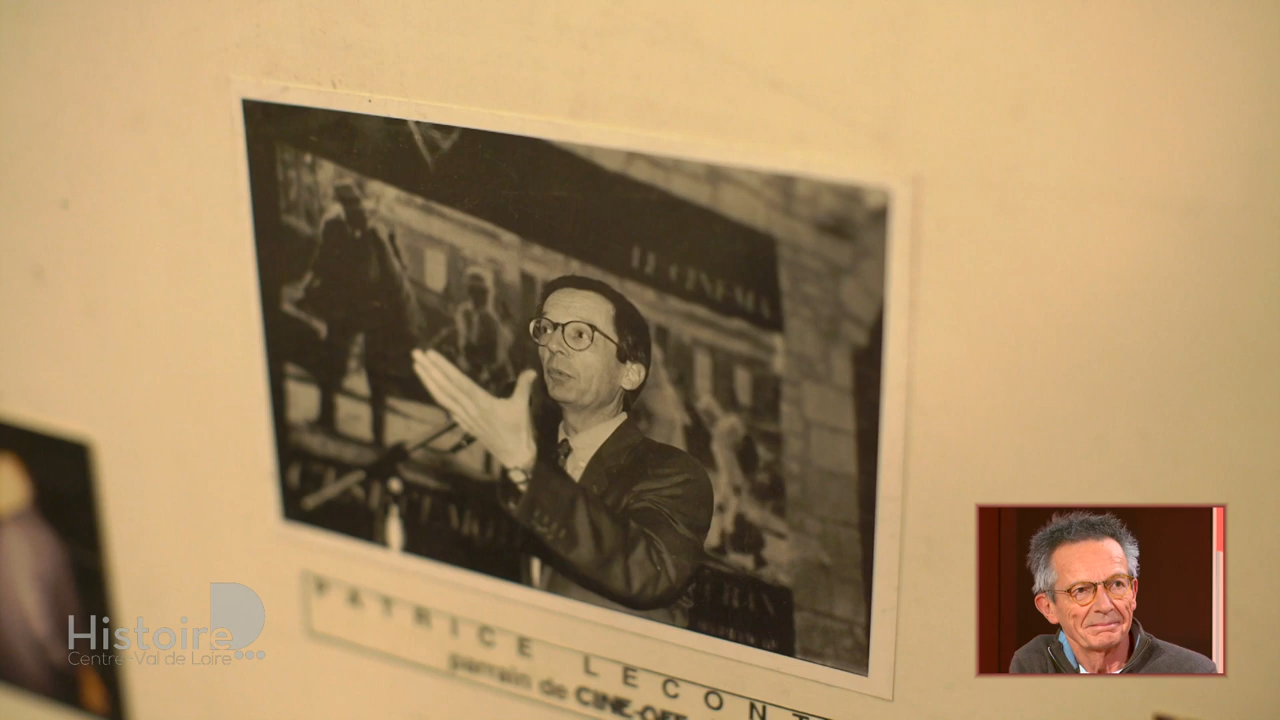 LE CINEMA
PATRICE LECONT
parrain de CINE-OFF
Histoire
Centre-Val de Loire...